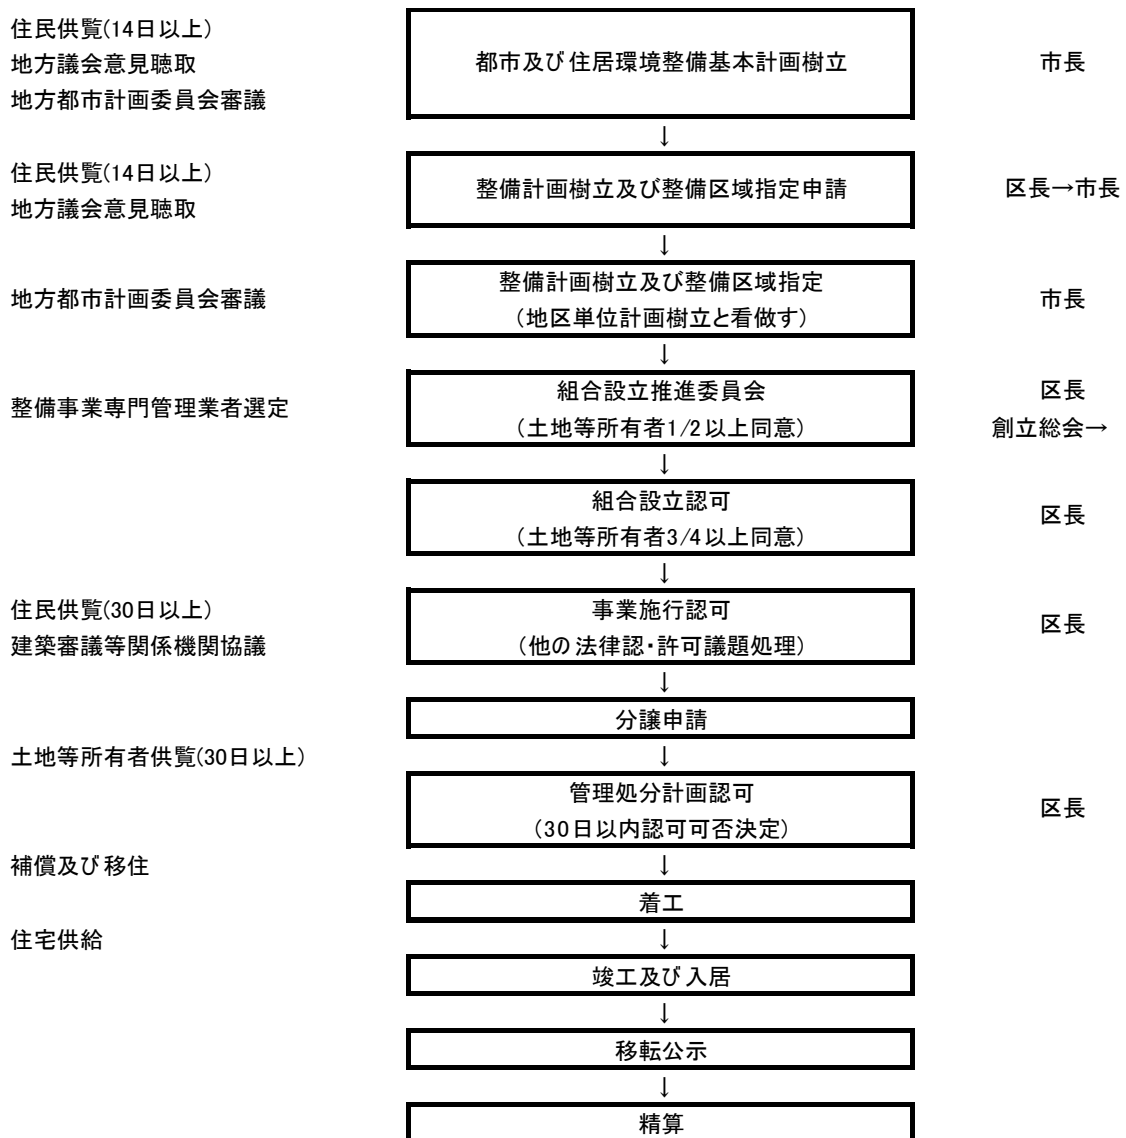 住民供覧(14日以上)
地方議会意見聴取
地方都市計画委員会審議
都市及び住居環境整備基本計画樹立
市長
↓
住民供覧(14日以上)
地方議会意見聴取
整備計画樹立及び整備区域指定申請
区長→市長
↓
地方都市計画委員会審議
整備計画樹立及び整備区域指定
(地区単位計画樹立と看做す)
市長
↓
整備事業専門管理業者選定
組合設立推進委員会
(土地等所有者1/2以上同意)
区長
創立総会→
↓
組合設立認可
(土地等所有者3/4以上同意)
区長
↓
住民供覧(30日以上)
建築審議等関係機関協議
事業施行認可
(他の法律認・許可議題処理)
区長
↓
分譲申請
土地等所有者供覧(30日以上)
↓
管理処分計画認可
(30日以内認可可否決定)
区長
補償及び移住
↓
着工
住宅供給
↓
竣工及び入居
↓
移転公示
↓
精算